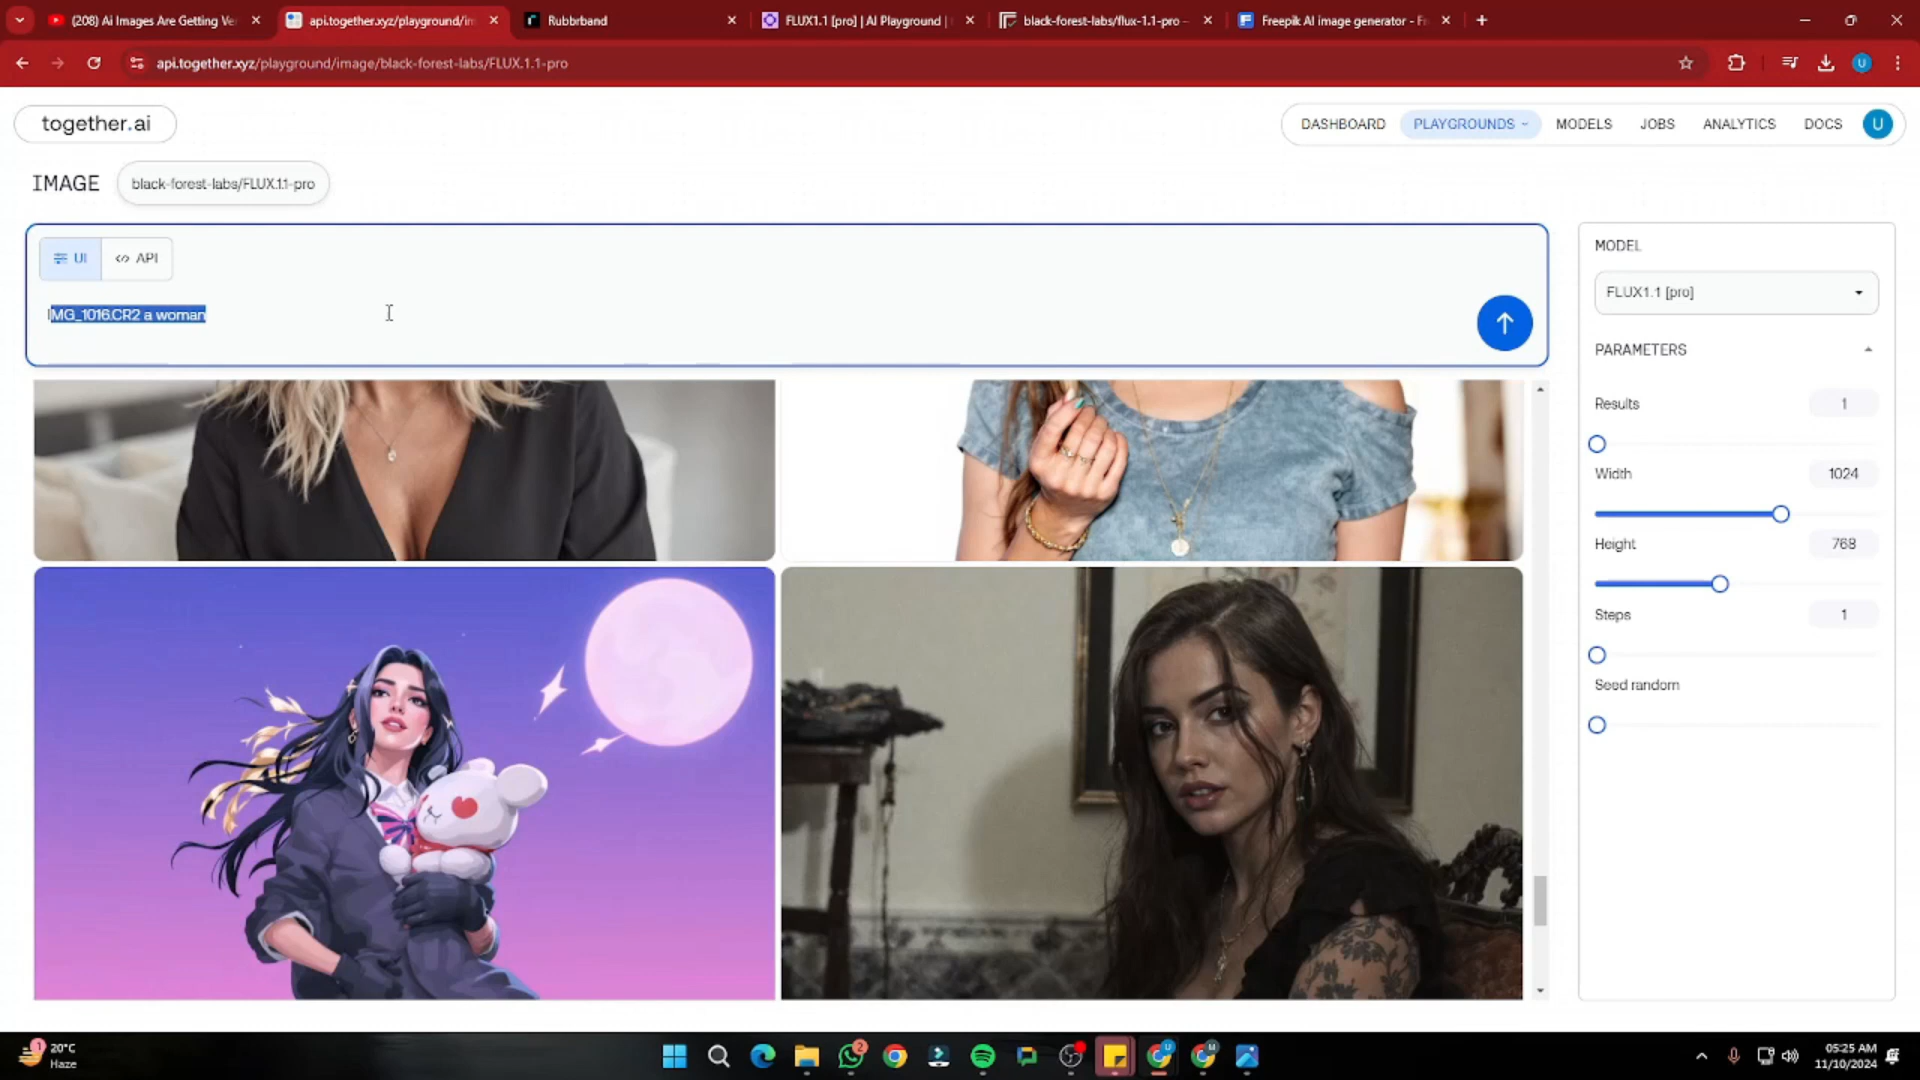 (208) Ai Images Are Getting Ve
api.together.xyz/playground/im
Rubbrband
FLUX1.1 [pro] | AI Playground |
black-forest-labs/flux-1.1-pro -
Freepik AI image generator - Fr
api.together.xyz/playground/image/black-forest-labs/FLUX.1.1-pro
U
together.ai
DASHBOARD
PLAYGROUNDS
MODELS
JOBS
ANALYTICS
DOCS
U
IMAGE
black-forest-labs/FLUX.1.1-pro
UI
API
IMG_1016.CR2 a woman
MODEL
FLUX1.1 [pro]
PARAMETERS
Results
1
Width
1024
Height
768
Steps
1
Seed random
1
20°C
Haze
2
U
M
05:25 AM
11/10/2024